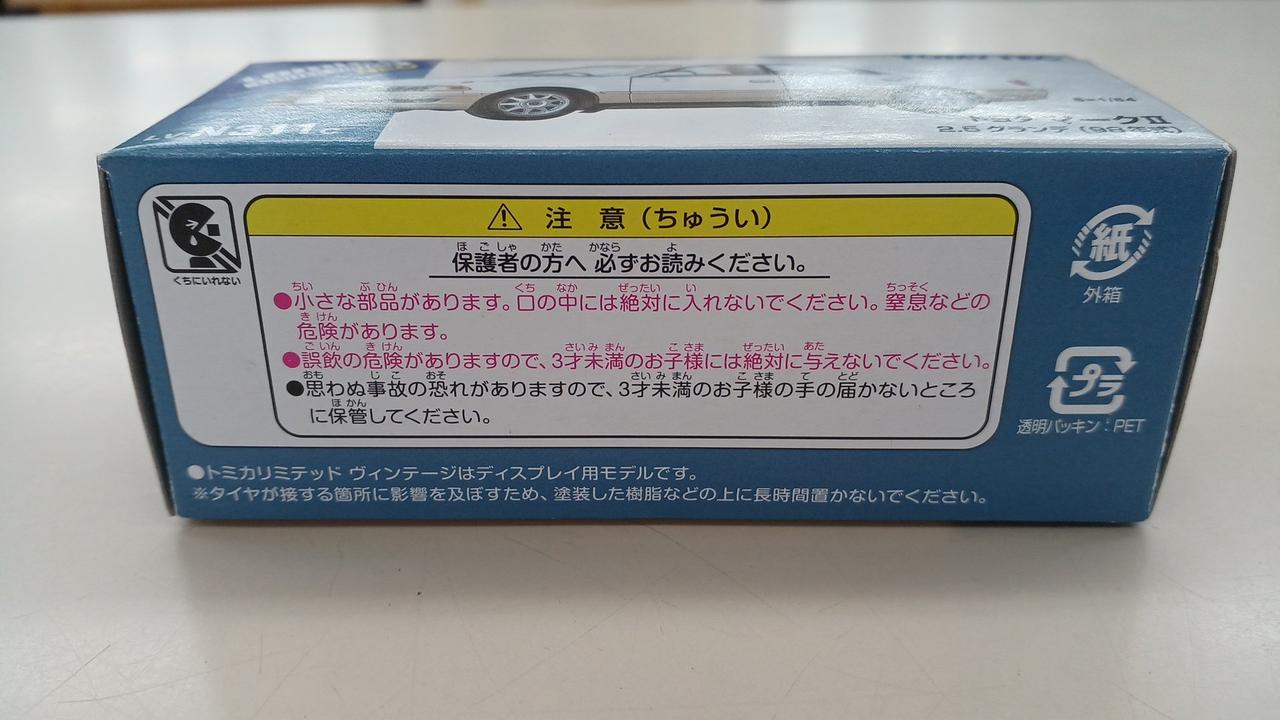 LV-N311c
S=1/64
トヨタ マークⅡ
2.5 グランデ (98年式)
くちにいれない
注 意 (ちゅうい)
保護者の方へ 必ずお読みください。
●小さな部品があります。口の中には絶対に入れないでください。窒息などの
危険があります。
●誤飲の危険がありますので、3才未満のお子様には絶対に与えないでください。
●思わぬ事故の恐れがありますので、3才未満のお子様の手の届かないところ
に保管してください。
紙
外箱
プラ
透明パッキン:PET
●トミカリミテッド ヴィンテージはディスプレイ用モデルです。
※タイヤが接する箇所に影響を及ぼすため、塗装した樹脂などの上に長時間置かないでください。